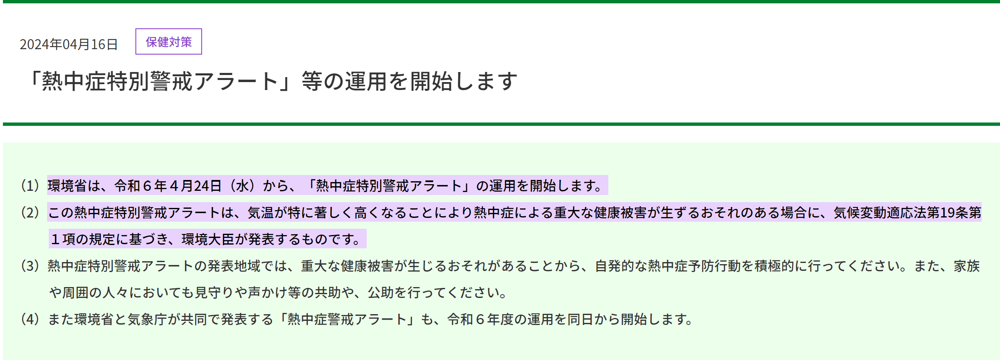 2024年04月16日 保健対策
「熱中症特別警戒アラート」等の運用を開始します
（1）環境省は、令和６年４月24日（水）から、「熱中症特別警戒アラート」の運用を開始します。
（2）この熱中症特別警戒アラートは、気温が特に著しく高くなることにより熱中症による重大な健康被害が生ずるおそれのある場合に、気候変動適応法第19条第
１項の規定に基づき、環境大臣が発表するものです。
（3）熱中症特別警戒アラートの発表地域では、重大な健康被害が生じるおそれがあることから、自発的な熱中症予防行動を積極的に行ってください。また、家族
や周囲の人々においても見守りや声かけ等の共助や、公助を行ってください。
（4）また環境省と気象庁が共同で発表する「熱中症警戒アラート」も、令和６年度の運用を同日から開始します。